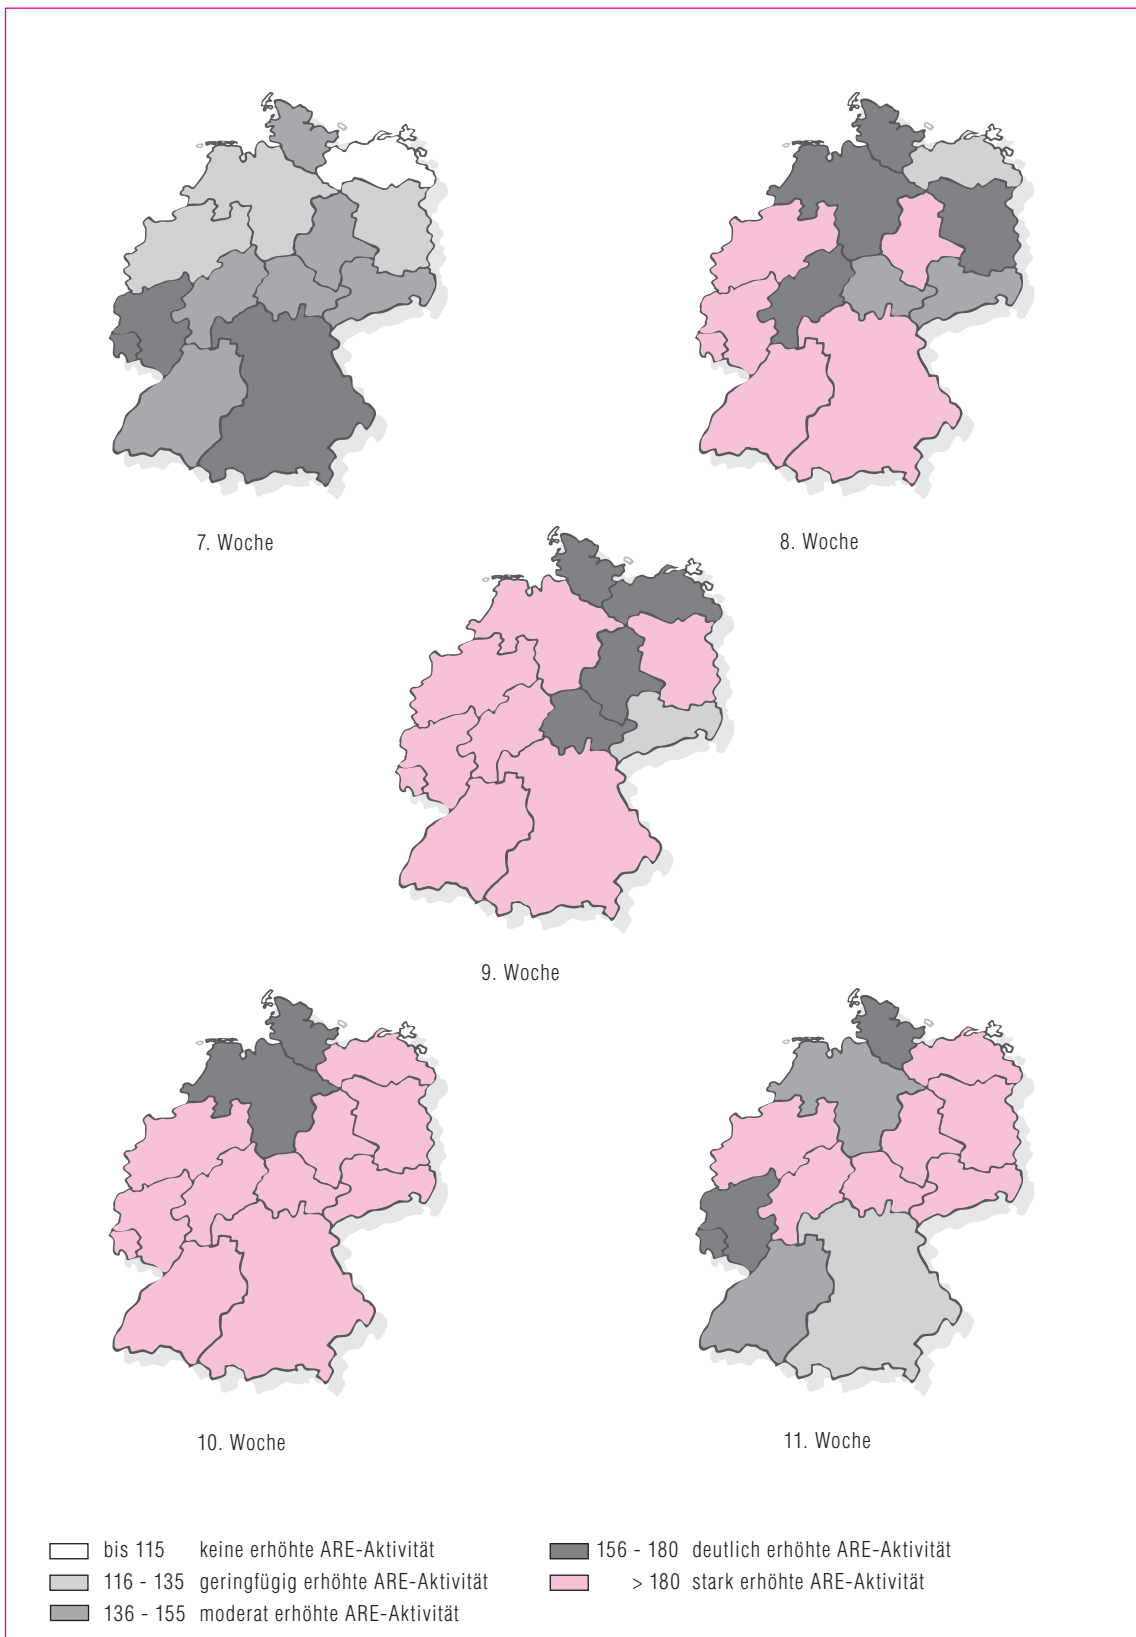 7. Woche
8. Woche
9. Woche
10. Woche
11. Woche
bis 115 keine erhöhte ARE-Aktivität
116 - 135 geringfügig erhöhte ARE-Aktivität
136 - 155 moderat erhöhte ARE-Aktivität
156 - 180 deutlich erhöhte ARE-Aktivität
> 180 stark erhöhte ARE-Aktivität